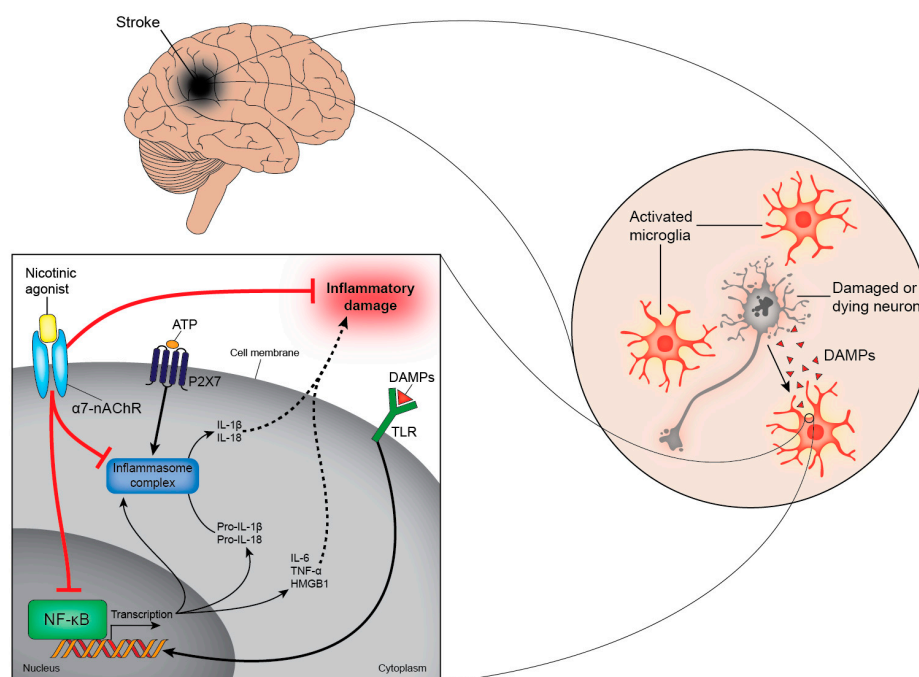 Stroke
Activated
microglia
Damaged or
dying neuron
DAMPs
Nicotinic
agonist
Inflammatory
damage
ATP
Cell membrane
P2X7
DAMPs
α7-nAChR
TLR
IL-1β
IL-18
Inflammasome
complex
Pro-IL-1β
Pro-IL-18
IL-6
TNF-α
HMGB1
NF-κB
Transcription
Nucleus
Cytoplasm